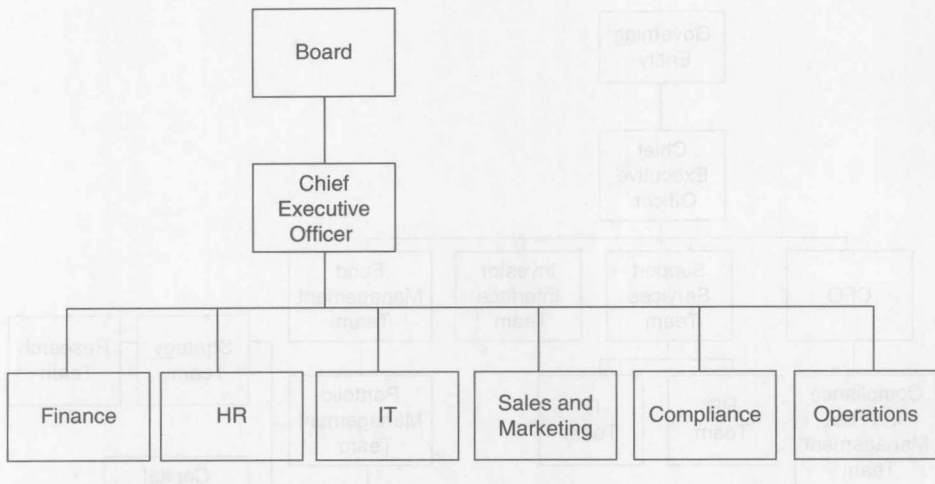 Board
Chief
Executive
Officer
Finance
HR
IT
Sales and
Marketing
Compliance
Operations